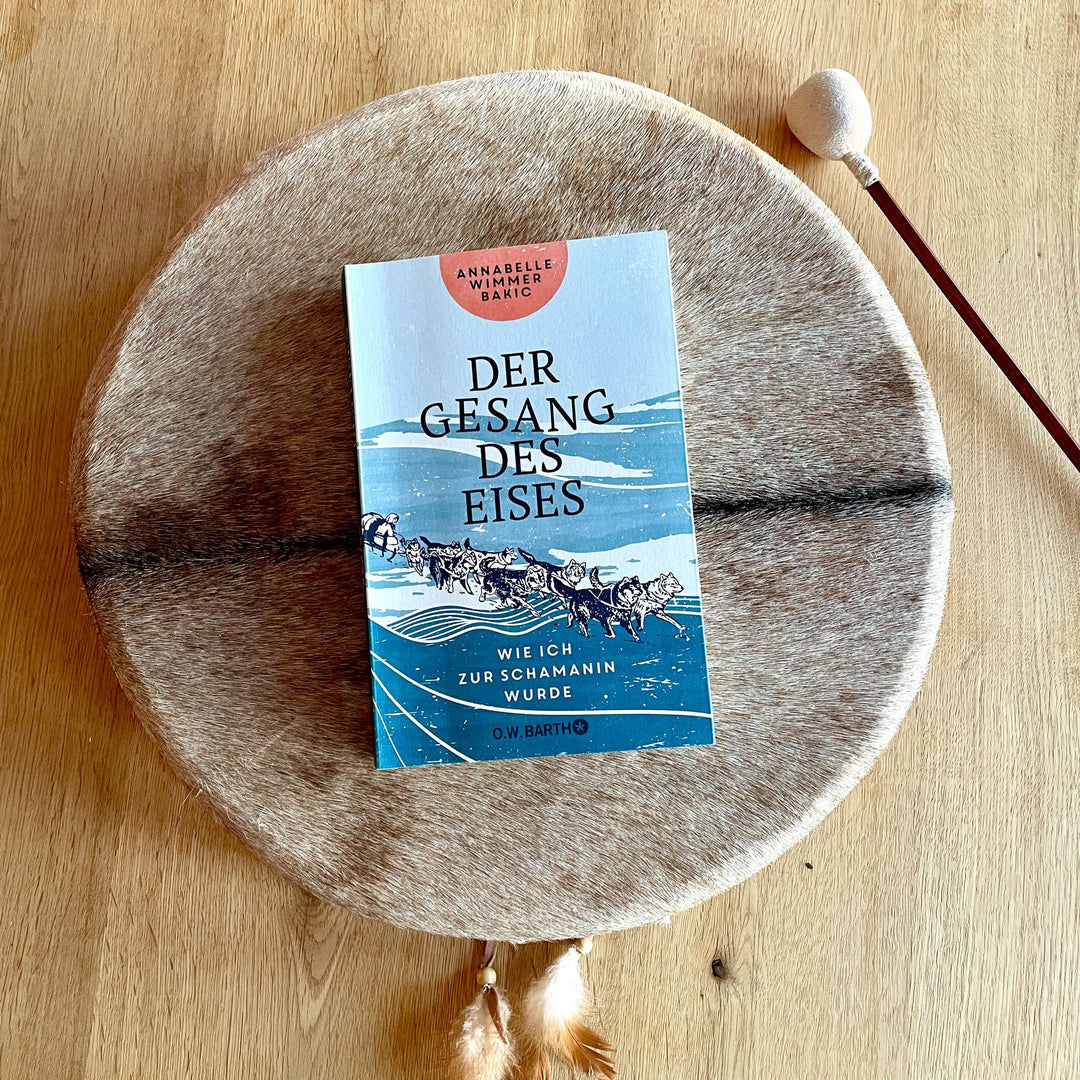 ANNABELLE
WIMMER
BAKIC
DER
GESANG
DES
EISES
WIE ICH
ZUR SCHAMANIN
WURDE
O.W. BARTH